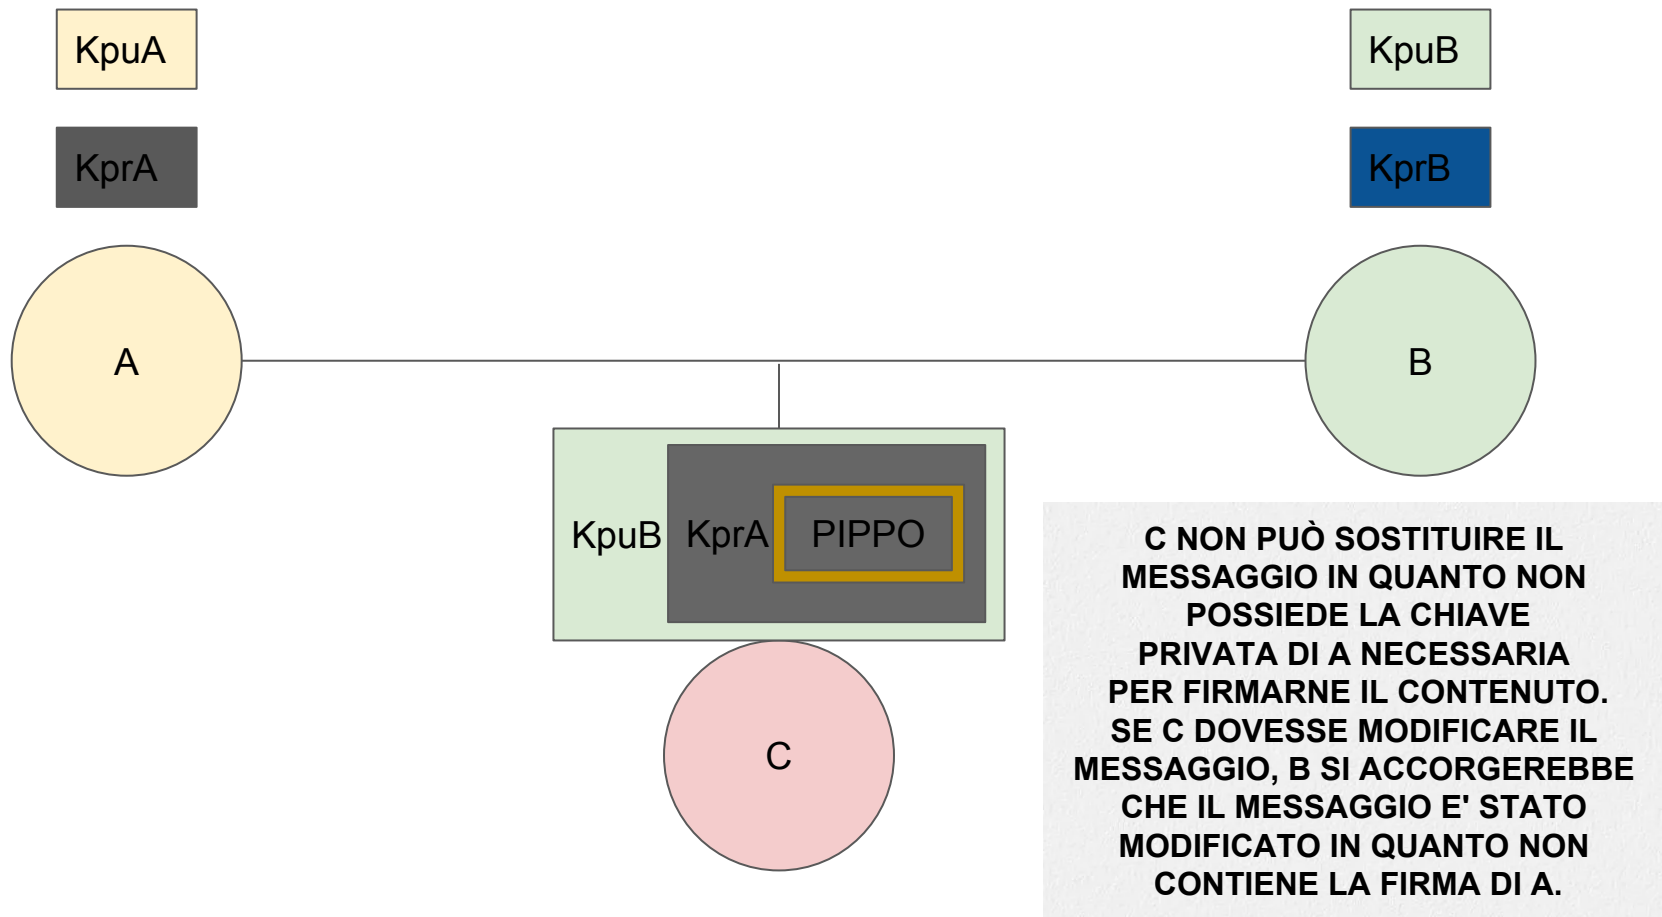 KpuA
KpuB
KprA
KprB
A
B
KpuB
KprA
PIPPO
C
C NON PUÒ SOSTITUIRE IL
MESSAGGIO IN QUANTO NON
POSSIEDE LA CHIAVE
PRIVATA DI A NECESSARIA
PER FIRMARNE IL CONTENUTO.
SE C DOVESSE MODIFICARE IL
MESSAGGIO, B SI ACCORGEREBBE
CHE IL MESSAGGIO E' STATO
MODIFICATO IN QUANTO NON
CONTIENE LA FIRMA DI A.